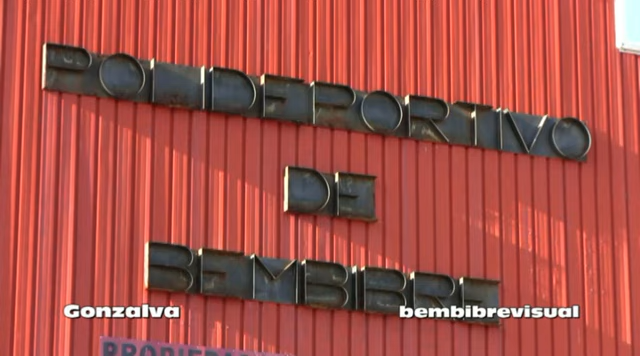 POLIDEPORTIVO
DE
BEMBIBRE
Gonzalva
bembibrevisual